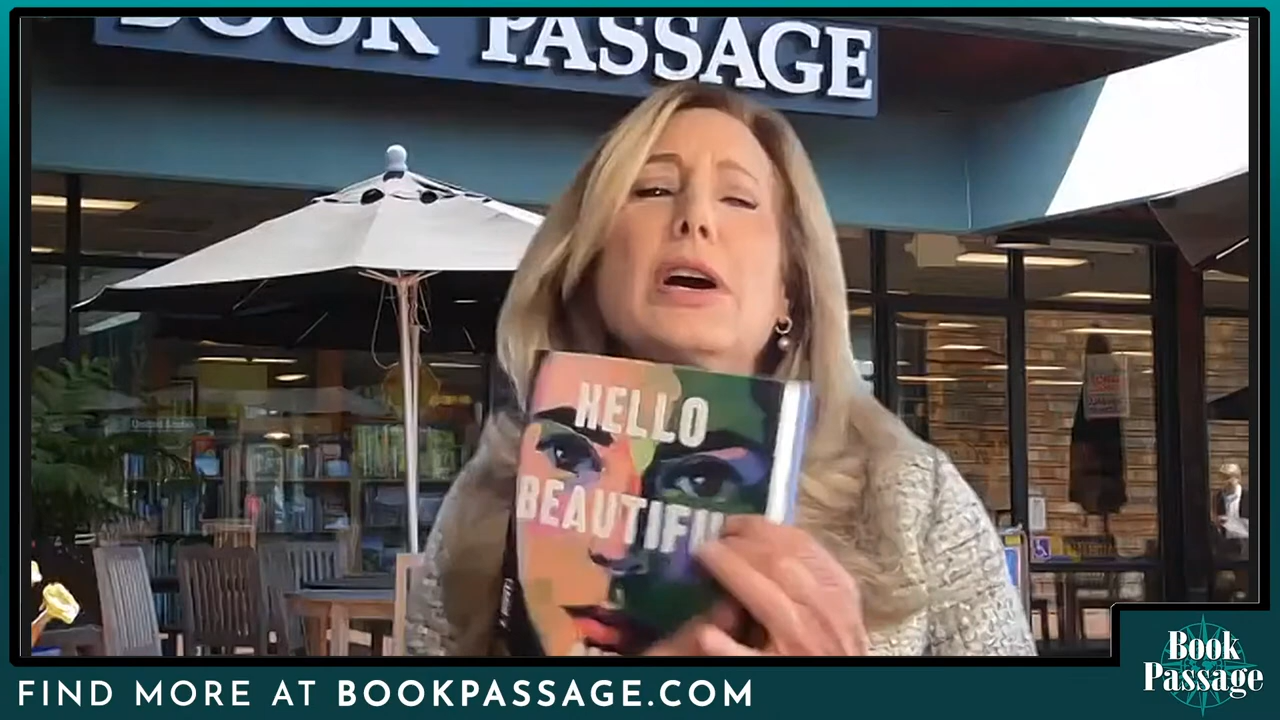 BOOK PASSAGE
HELLO
BEAUTIFU
FIND MORE AT BOOKPASSAGE.COM
Book
Passage